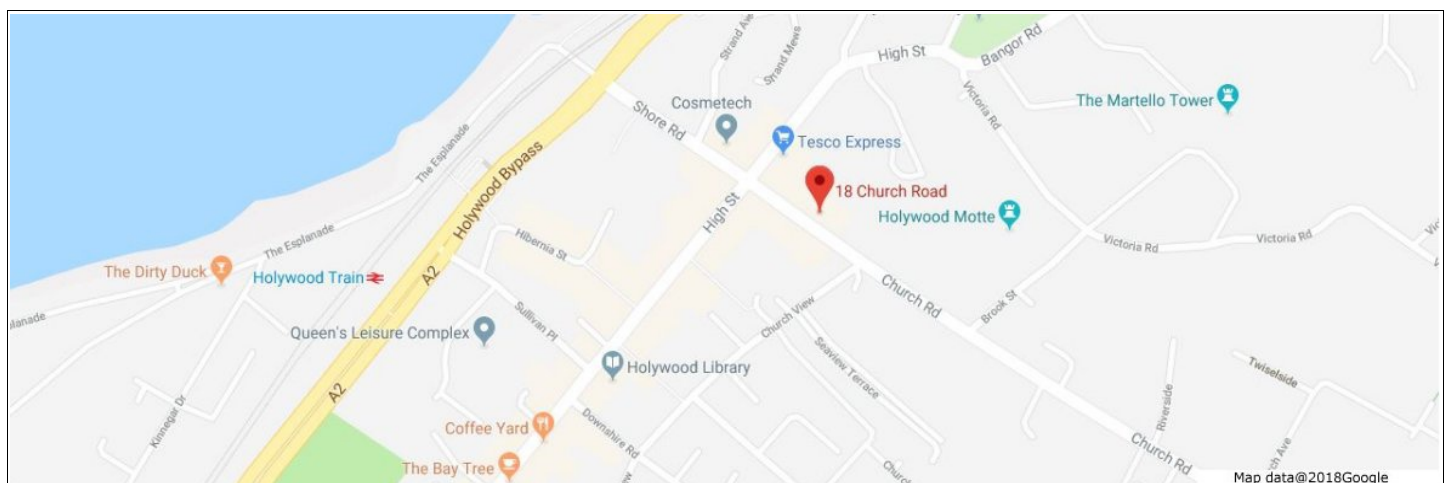 Strand Ave
Strand Mews
High St
Bangor Rd
The Martello Tower
Cosmetech
Shore Rd
Victoria Rd
Tesco Express
The Esplanade
Holywood Bypass
18 Church Road
High St
Holywood Motte
Hibernia St
The Esplanade
Victoria Rd
Victoria Rd
The Dirty Duck
Holywood Train
A2
Church Rd
Brook St
Sullivan Pl
Church View
Queen's Leisure Complex
Seaview Terrace
Holywood Library
Twiselside
A2
Kinnegar Dr
Coffee Yard
Downshire Rd
Riverside
Church Rd
The Bay Tree
Map data@2018Google